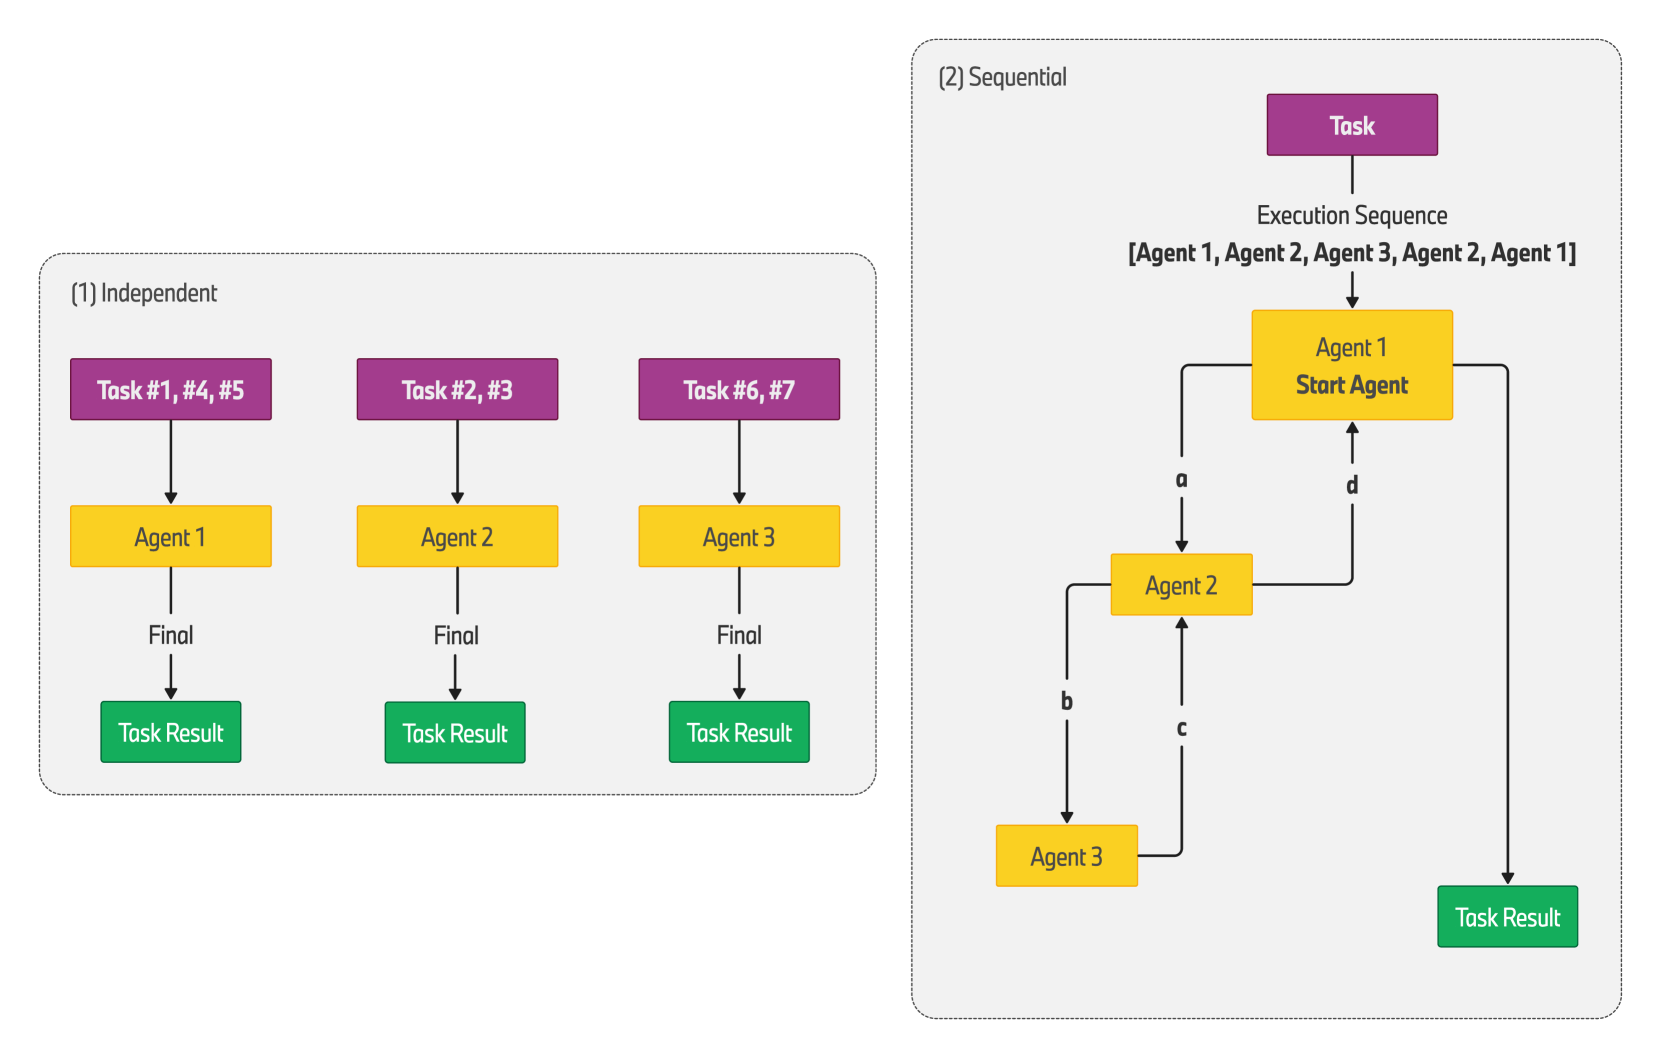 (1) Independent
Task #1, #4, #5
Task #2, #3
Task #6, #7
Agent 1
Agent 2
Agent 3
Final
Final
Final
Task Result
Task Result
Task Result
(2) Sequential
Task
Execution Sequence
[Agent 1, Agent 2, Agent 3, Agent 2, Agent 1]
Agent 1
Start Agent
a
d
Agent 2
b
c
Agent 3
Task Result